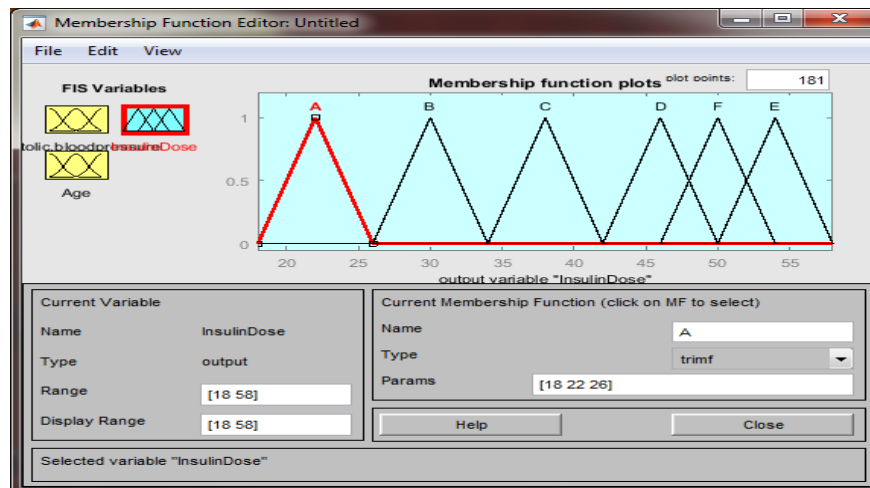 Membership Function Editor: Untitled
File Edit View
FIS Variables
Membership function plots plot points: 181
A B C D F E
1
0.5
0
20 25 30 35 40 45 50 55
output variable "InsulinDose"
tolic.bloodpressure
InsulinDose
Age
Current Variable
Name InsulinDose
Type output
Range [18 58]
Display Range [18 58]
Current Membership Function (click on MF to select)
Name A
Type trimf
Params [18 22 26]
Help Close
Selected variable "InsulinDose"